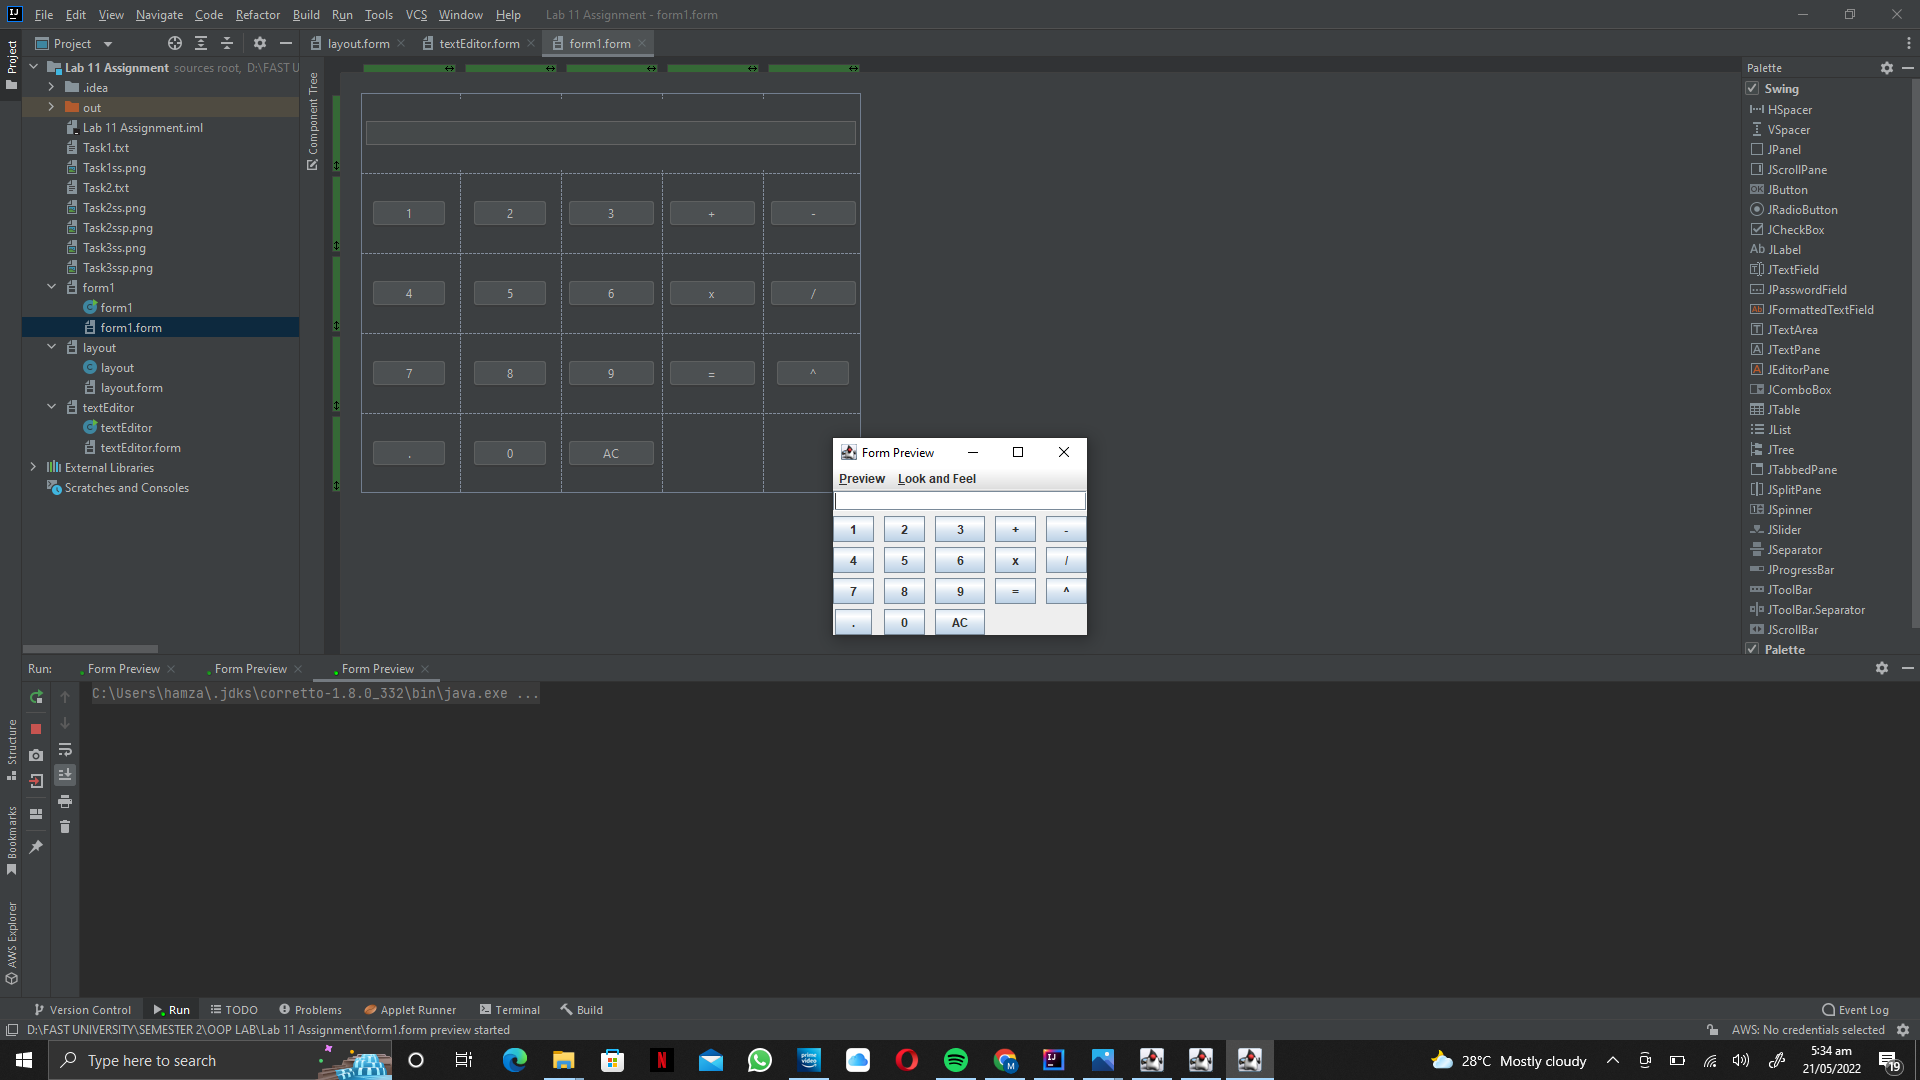 File Edit View Navigate Code Refactor Build Run Tools VCS Window Help Lab 11 Assignment - form1.form
Project
layout.form
textEditor.form
form1.form
Project
Component Tree
Lab 11 Assignment sources root, D:\FAST U
.idea
out
Lab 11 Assignment.iml
Task1.txt
Task1ss.png
Task2.txt
Task2ss.png
Task2ssp.png
Task3ss.png
Task3ssp.png
form1
form1
form1.form
layout
layout
layout.form
textEditor
textEditor
textEditor.form
External Libraries
Scratches and Consoles
1 2 3 + -
4 5 6 x /
7 8 9 = ^
. 0 AC
Form Preview
Preview Look and Feel
1 2 3 + -
4 5 6 x /
7 8 9 = ^
. 0 AC
Palette
Swing
HSpacer
VSpacer
JPanel
JScrollPane
JButton
JRadioButton
JCheckBox
JLabel
JTextField
JPasswordField
JFormattedTextField
JTextArea
JTextPane
JEditorPane
JComboBox
JTable
JList
JTree
JTabbedPane
JSplitPane
JSpinner
JSlider
JSeparator
JProgressBar
JToolBar
JToolBar.Separator
JScrollBar
Palette
Run: Form Preview Form Preview Form Preview
C:\Users\hamza\.jdks\corretto-1.8.0_332\bin\java.exe ...
Structure
Bookmarks
AWS Explorer
Version Control Run TODO Problems Applet Runner Terminal Build Event Log
D:\FAST UNIVERSITY\SEMESTER 2\OOP LAB\Lab 11 Assignment\form1.form preview started AWS: No credentials selected
Type here to search
prime video
28°C Mostly cloudy
5:34 am
21/05/2022
19